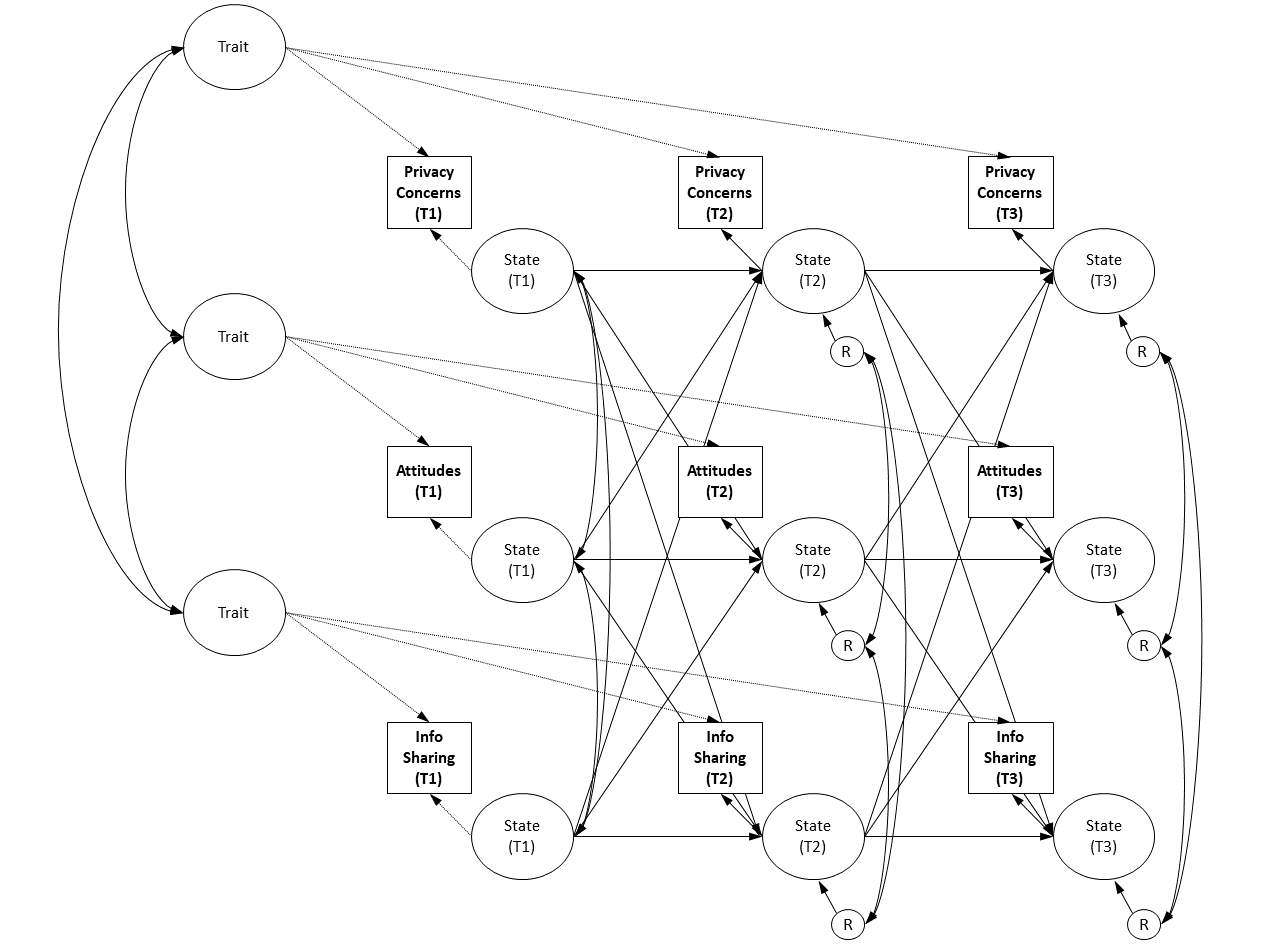 Trait
Privacy
Concerns
(T1)
Privacy
Concerns
(T2)
Privacy
Concerns
(T3)
State
(T1)
State
(T2)
State
(T3)
R
R
Trait
Attitudes
(T1)
Attitudes
(T2)
Attitudes
(T3)
State
(T1)
State
(T2)
State
(T3)
R
R
Trait
Info
Sharing
(T1)
Info
Sharing
(T2)
Info
Sharing
(T3)
State
(T1)
State
(T2)
State
(T3)
R
R